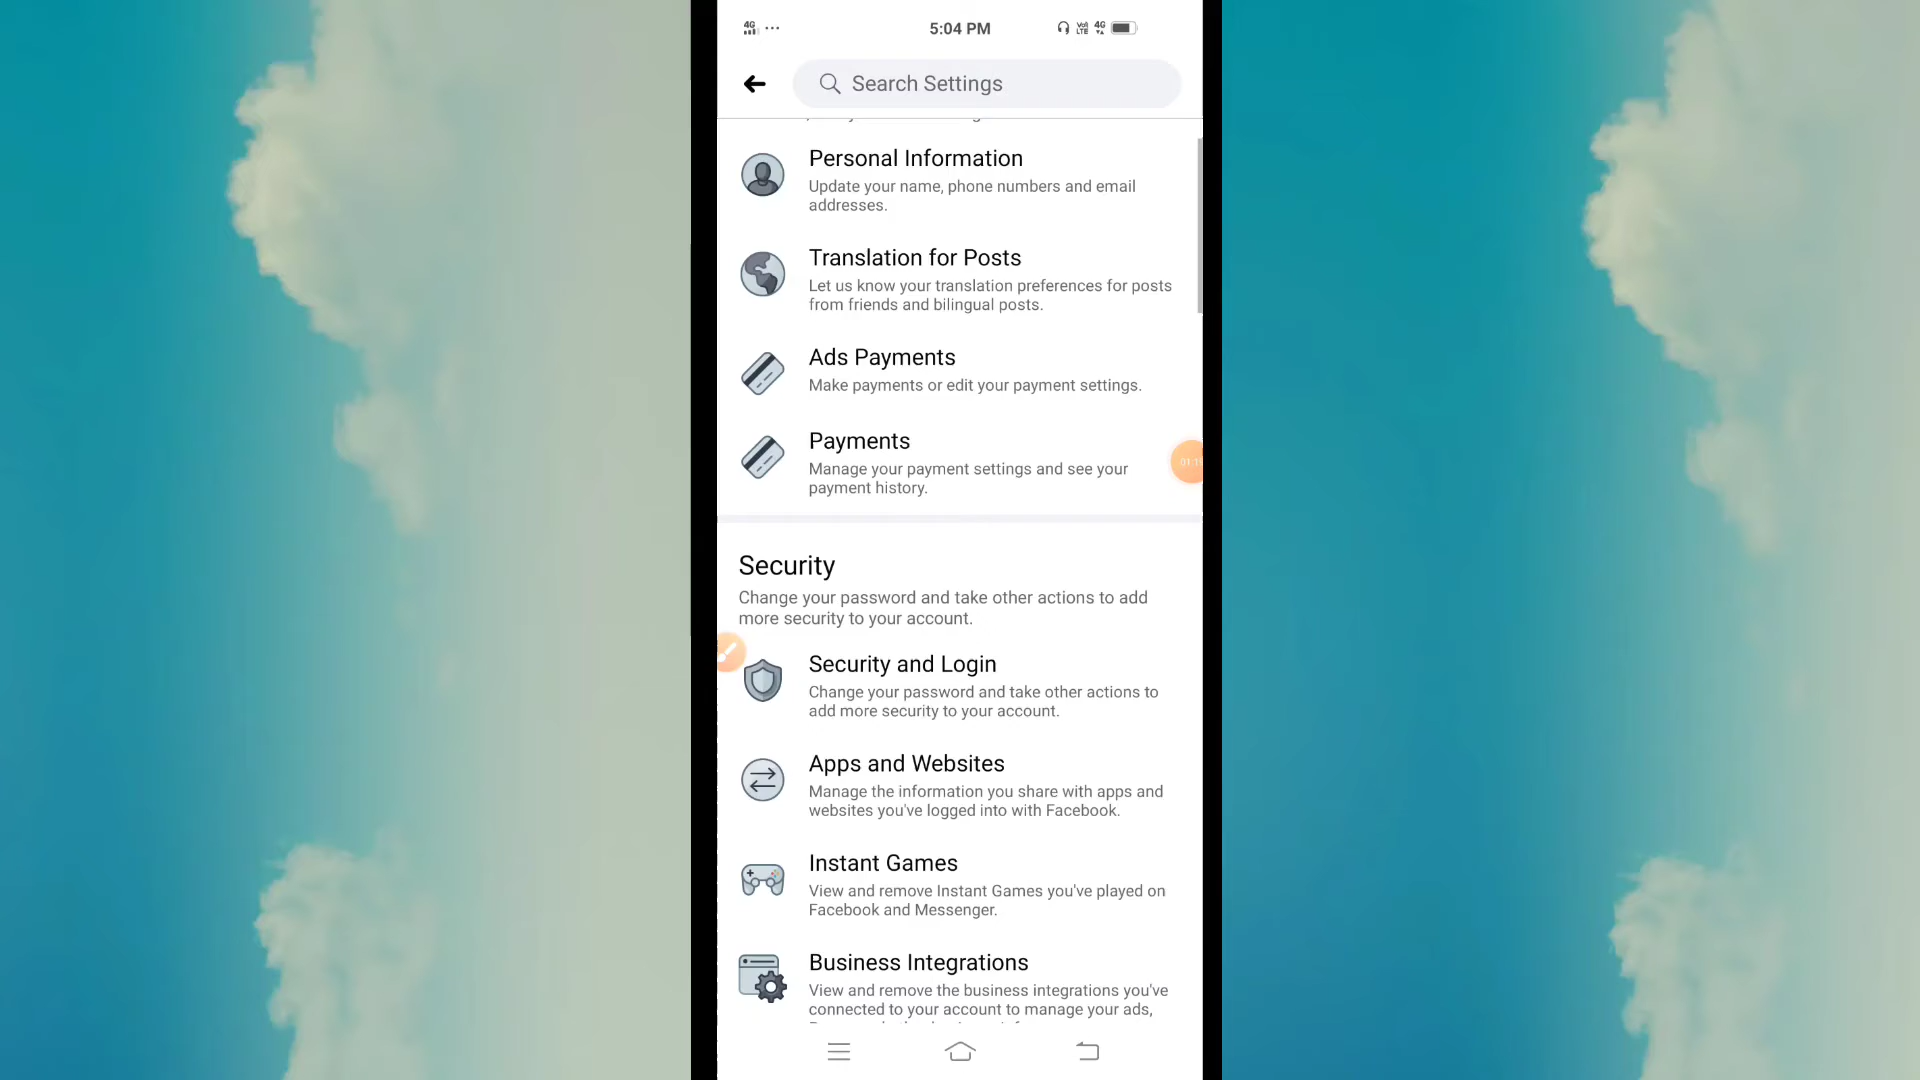 4G
5:04 PM
Vo) LTE 4G
Search Settings
Personal Information
Update your name, phone numbers and email
addresses.
Translation for Posts
Let us know your translation preferences for posts
from friends and bilingual posts.
Ads Payments
Make payments or edit your payment settings.
Payments
Manage your payment settings and see your
payment history.
Security
Change your password and take other actions to add
more security to your account.
Security and Login
Change your password and take other actions to
add more security to your account.
Apps and Websites
Manage the information you share with apps and
websites you've logged into with Facebook.
Instant Games
View and remove Instant Games you've played on
Facebook and Messenger.
Business Integrations
View and remove the business integrations you've
connected to your account to manage your ads,